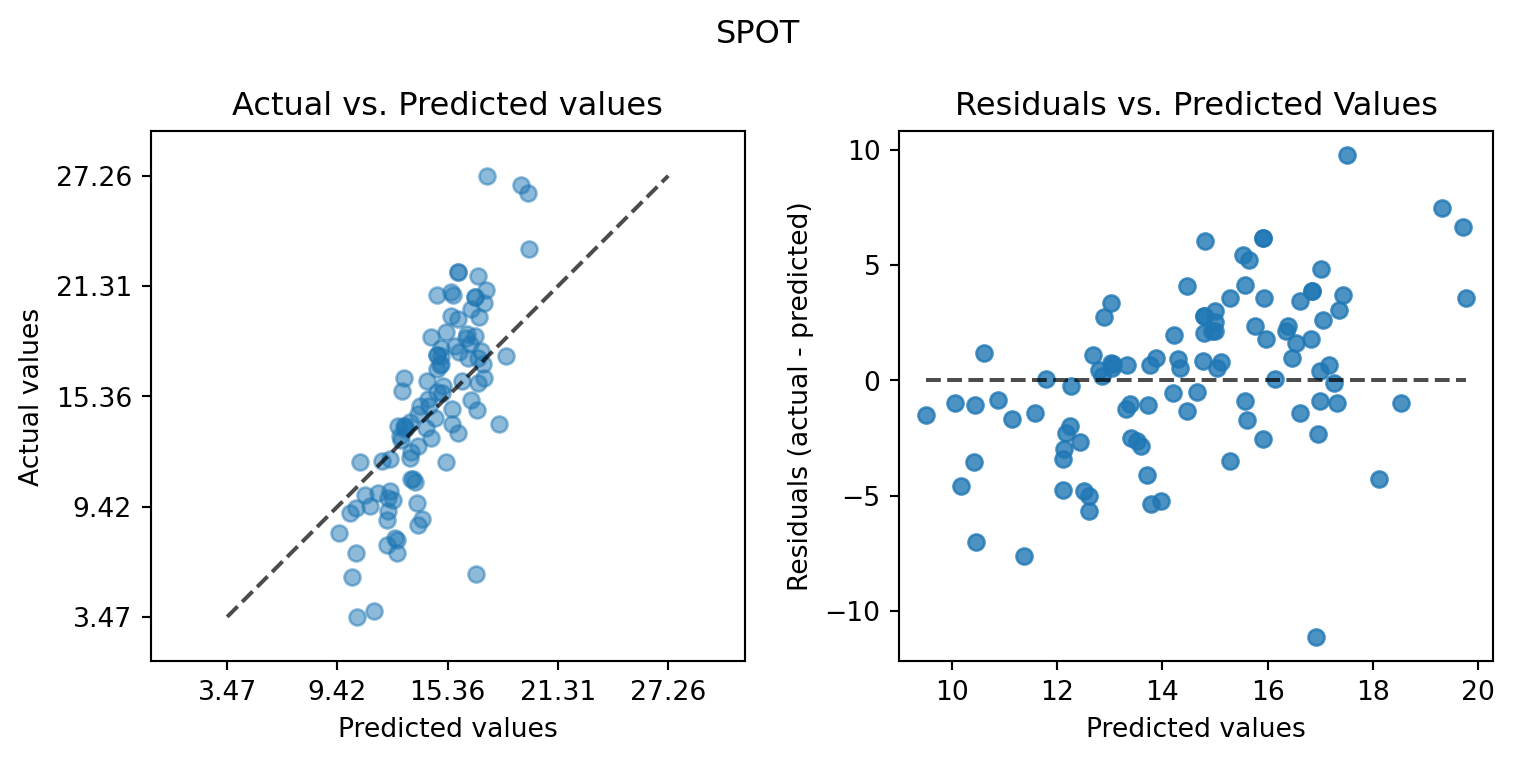 SPOT
Actual vs. Predicted values
27.26
21.31
15.36
9.42
3.47
Actual values
3.47 9.42 15.36 21.31 27.26
Predicted values
Residuals vs. Predicted Values
10
5
0
−5
−10
Residuals (actual - predicted)
10 12 14 16 18 20
Predicted values